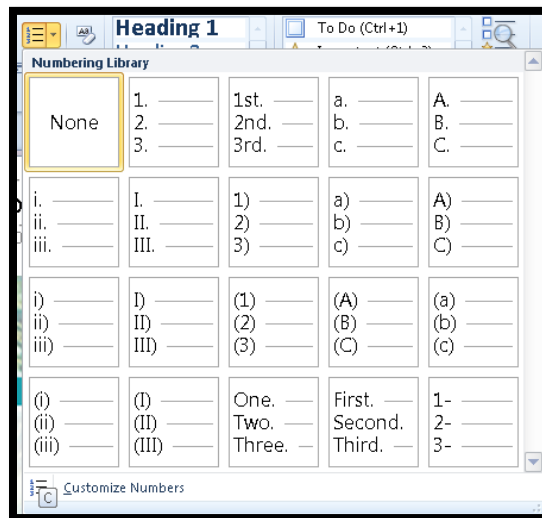 Heading 1
To Do (Ctrl+1)
Numbering Library
None
1.
2.
3.
1st.
2nd.
3rd.
a.
b.
c.
A.
B.
C.
i.
ii.
iii.
I.
II.
III.
1)
2)
3)
a)
b)
c)
A)
B)
C)
i)
ii)
iii)
I)
II)
III)
(1)
(2)
(3)
(A)
(B)
(C)
(a)
(b)
(c)
(i)
(ii)
(iii)
(I)
(II)
(III)
One.
Two.
Three.
First.
Second.
Third.
1-
2-
3-
Customize Numbers
C